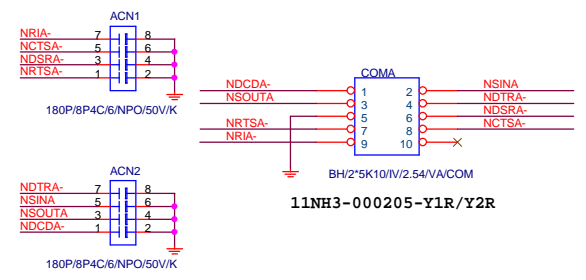 ACN1
NRIA- 7 8
NCTSA- 5 6
NDSRA- 3 4
NRTSA- 1 2
180P/8P4C/6/NPO/50V/K
COMA
NDCDA- 1 2 NSINA
NSOUTA 3 4 NDTRA-
5 6 NDSRA-
NRTSA- 7 8 NCTSA-
NRIA- 9 10
BH/2*5K10/IV/2.54/VA/COM
11NH3-000205-Y1R/Y2R
ACN2
NDTRA- 7 8
NSINA 5 6
NSOUTA 3 4
NDCDA- 1 2
180P/8P4C/6/NPO/50V/K